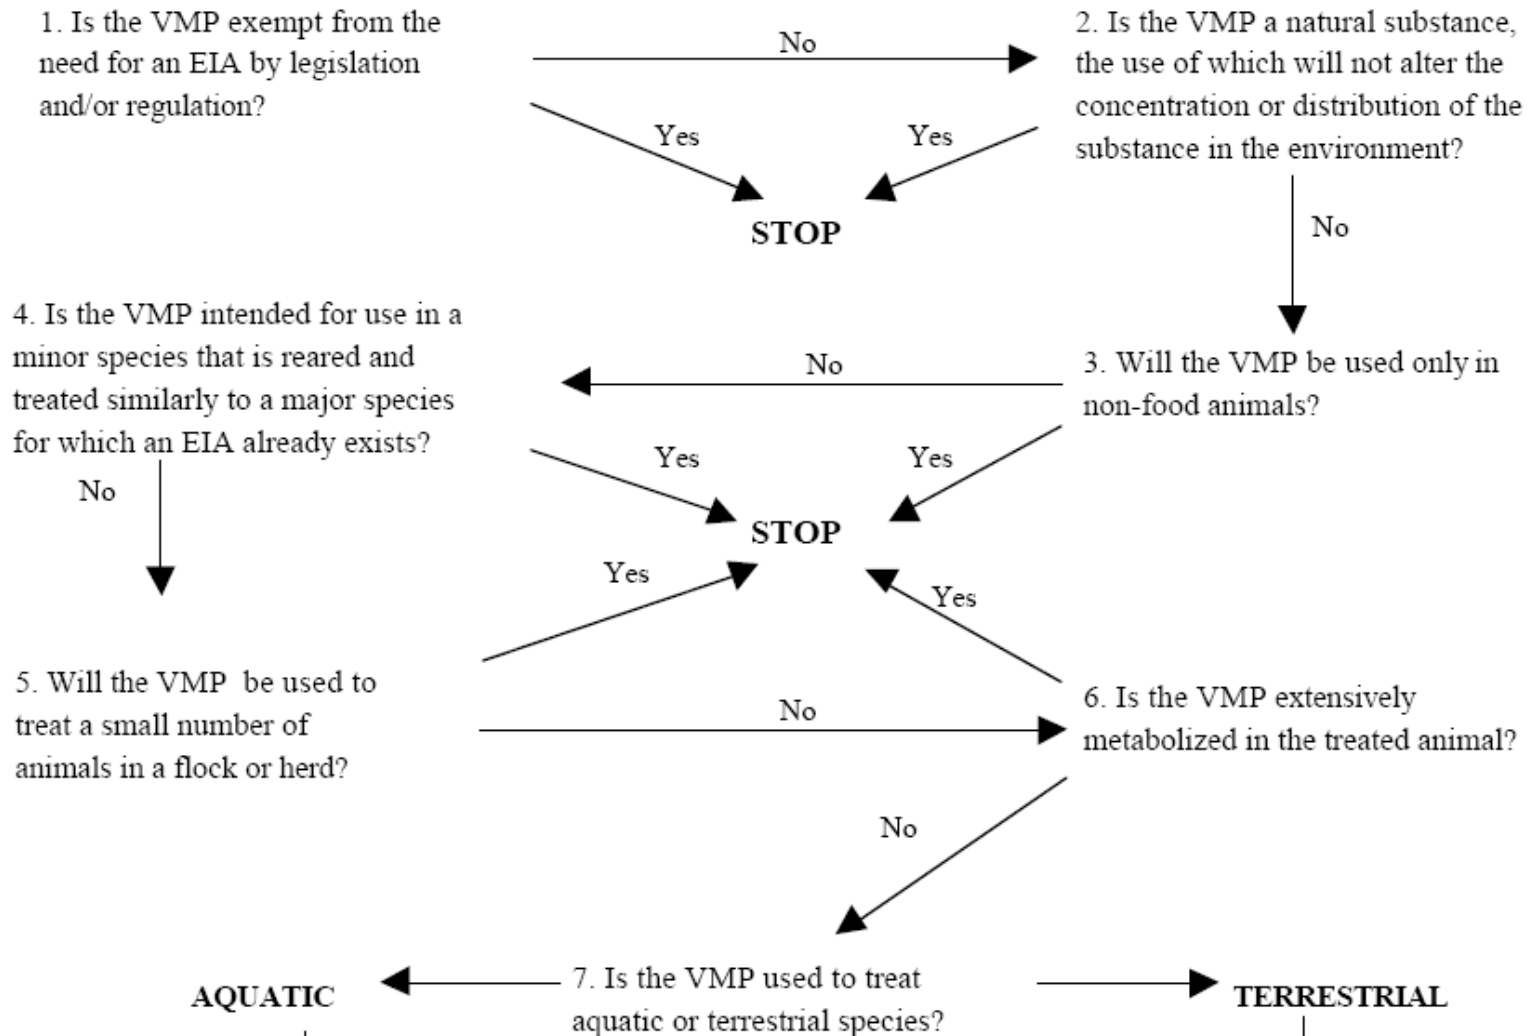 1. Is the VMP exempt from the
need for an EIA by legislation
and/or regulation?
No
2. Is the VMP a natural substance,
the use of which will not alter the
concentration or distribution of the
substance in the environment?
Yes
Yes
STOP
No
4. Is the VMP intended for use in a
minor species that is reared and
treated similarly to a major species
for which an EIA already exists?
No
3. Will the VMP be used only in
non-food animals?
Yes
Yes
No
STOP
Yes
Yes
5. Will the VMP be used to
treat a small number of
animals in a flock or herd?
No
6. Is the VMP extensively
metabolized in the treated animal?
No
7. Is the VMP used to treat
aquatic or terrestrial species?
AQUATIC
TERRESTRIAL